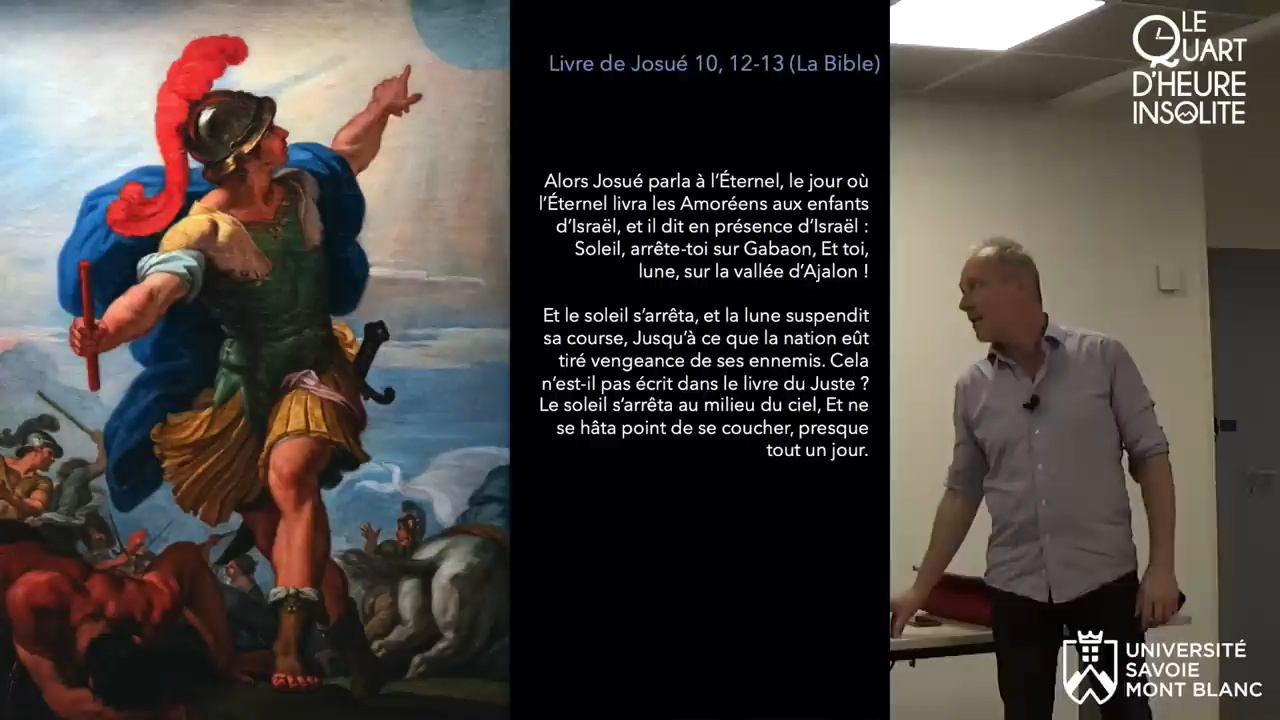 Livre de Josué 10, 12-13 (La Bible)
Alors Josué parla à l'Éternel, le jour où
l'Éternel livra les Amoréens aux enfants
d'Israël, et il dit en présence d'Israël :
Soleil, arrête-toi sur Gabaon, Et toi,
lune, sur la vallée d'Ajalon !
Et le soleil s'arrêta, et la lune suspendit
sa course, Jusqu'à ce que la nation eût
tiré vengeance de ses ennemis. Cela
n'est-il pas écrit dans le livre du Juste ?
Le soleil s'arrêta au milieu du ciel, Et ne
se hâta point de se coucher, presque
tout un jour.
LE
QUART
D'HEURE
INSOLITE
UNIVERSITÉ
SAVOIE
MONT BLANC